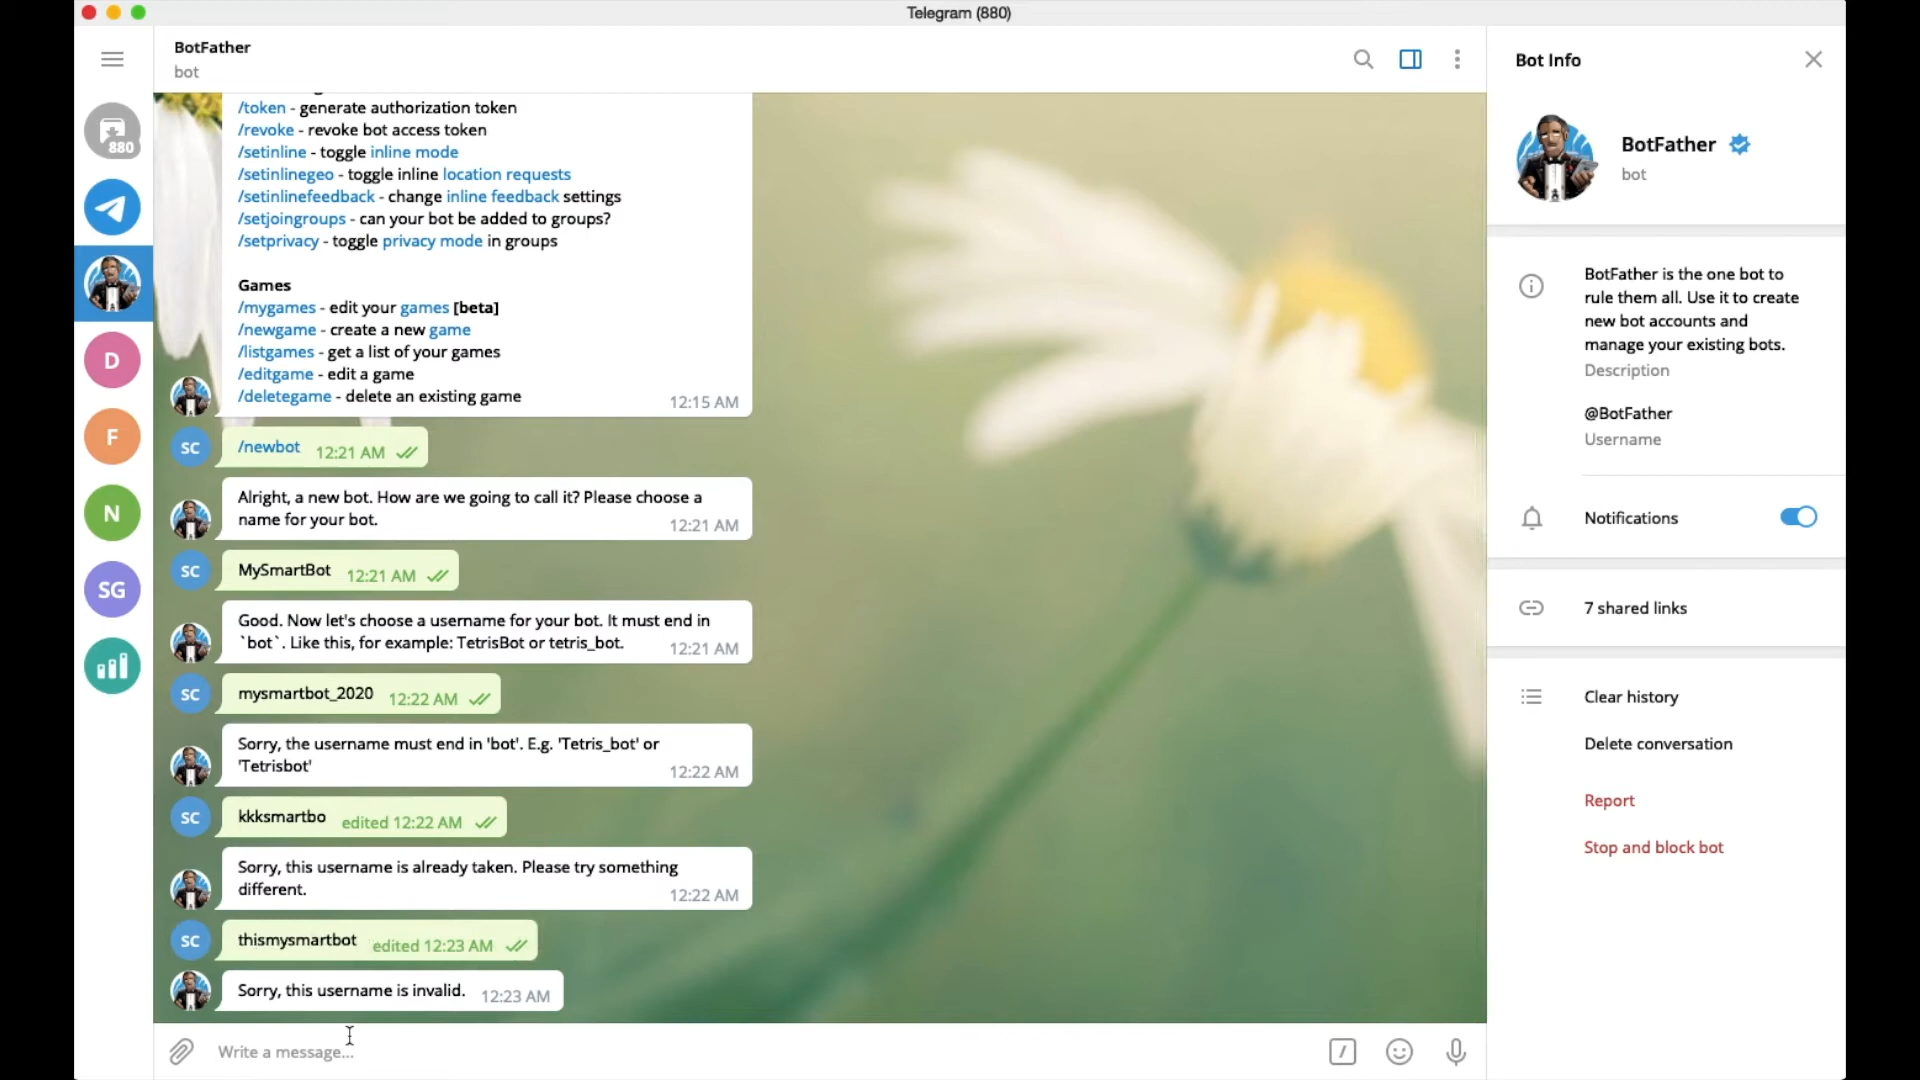 Telegram (880)
BotFather
bot
880
D
F
N
SG
/token - generate authorization token
/revoke - revoke bot access token
/setinline - toggle inline mode
/setinlinegeo - toggle inline location requests
/setinlinefeedback - change inline feedback settings
/setjoingroups - can your bot be added to groups?
/setprivacy - toggle privacy mode in groups
Games
/mygames - edit your games [beta]
/newgame - create a new game
/listgames - get a list of your games
/editgame - edit a game
/deletegame - delete an existing game
12:15 AM
SC
/newbot 12:21 AM
Alright, a new bot. How are we going to call it? Please choose a
name for your bot.
12:21 AM
SC
MySmartBot 12:21 AM
Good. Now let's choose a username for your bot. It must end in
`bot`. Like this, for example: TetrisBot or tetris_bot.
12:21 AM
SC
mysmartbot_2020 12:22 AM
Sorry, the username must end in 'bot'. E.g. 'Tetris_bot' or
'Tetrisbot'
12:22 AM
SC
kkksmartbo edited 12:22 AM
Sorry, this username is already taken. Please try something
different.
12:22 AM
SC
thismysmartbot edited 12:23 AM
Sorry, this username is invalid. 12:23 AM
Write a message...
Bot Info
BotFather
bot
BotFather is the one bot to
rule them all. Use it to create
new bot accounts and
manage your existing bots.
Description
@BotFather
Username
Notifications
7 shared links
Clear history
Delete conversation
Report
Stop and block bot